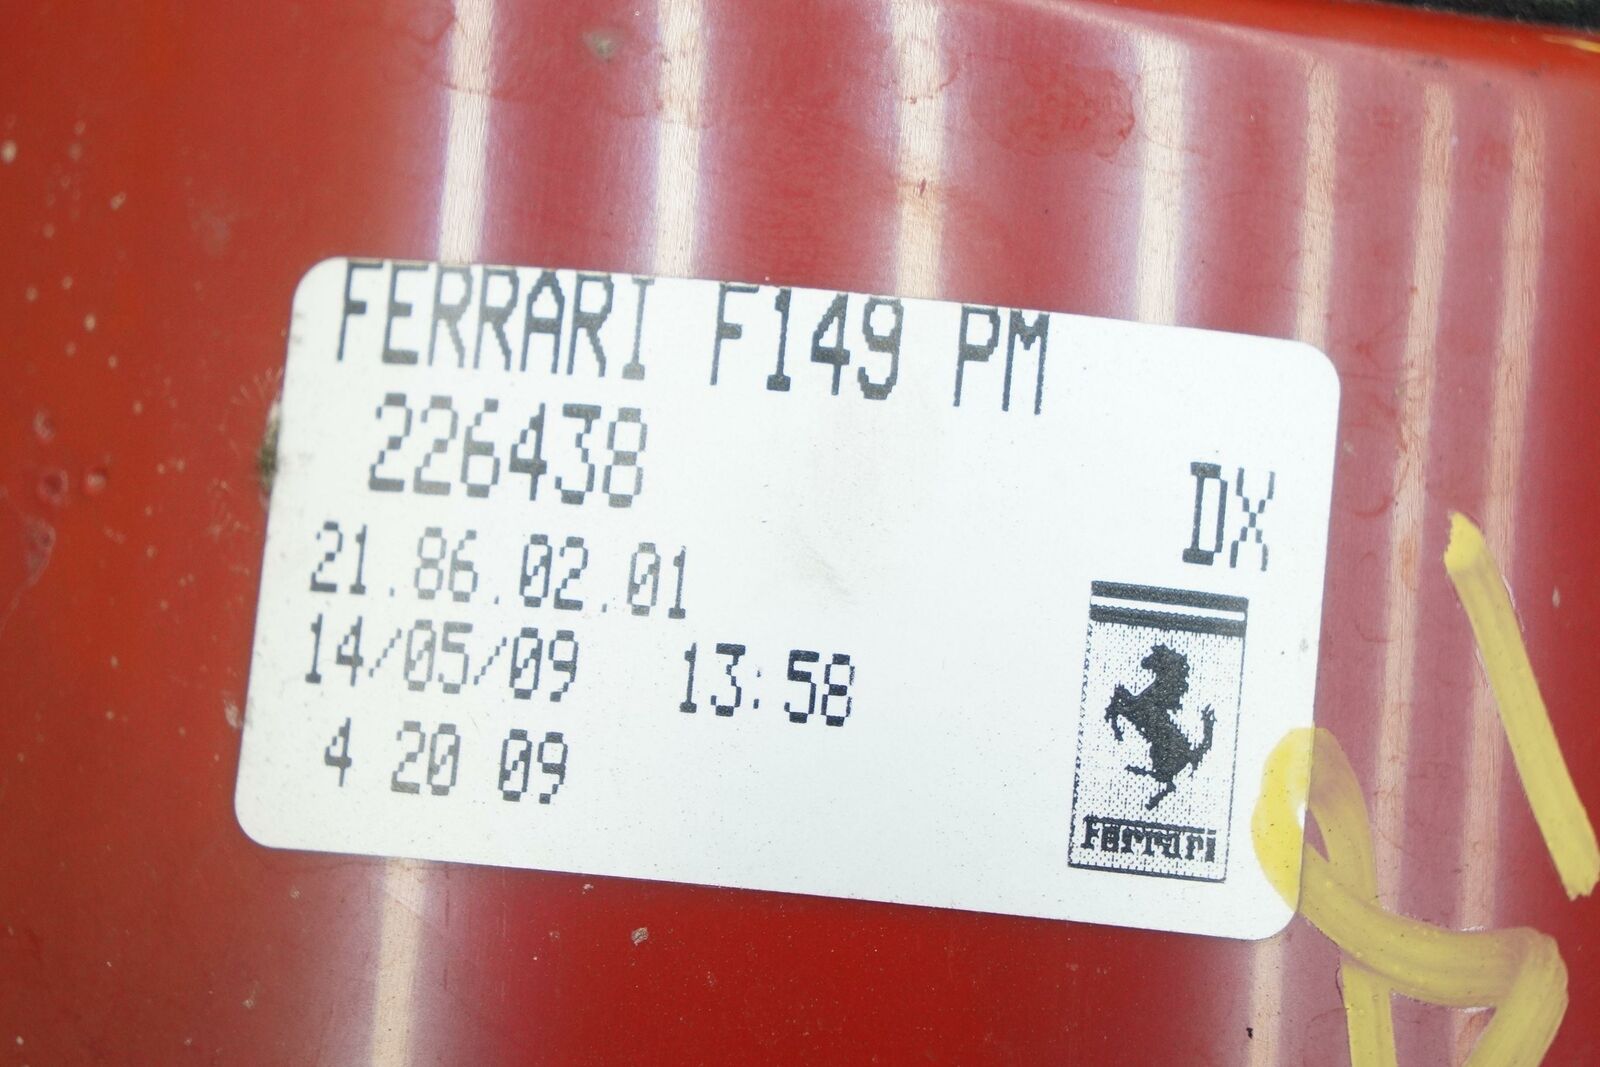 FERRARI F149 PM
226438
DX
21.86.02.01
14/05/09 13:58
4 20 09
Ferrari